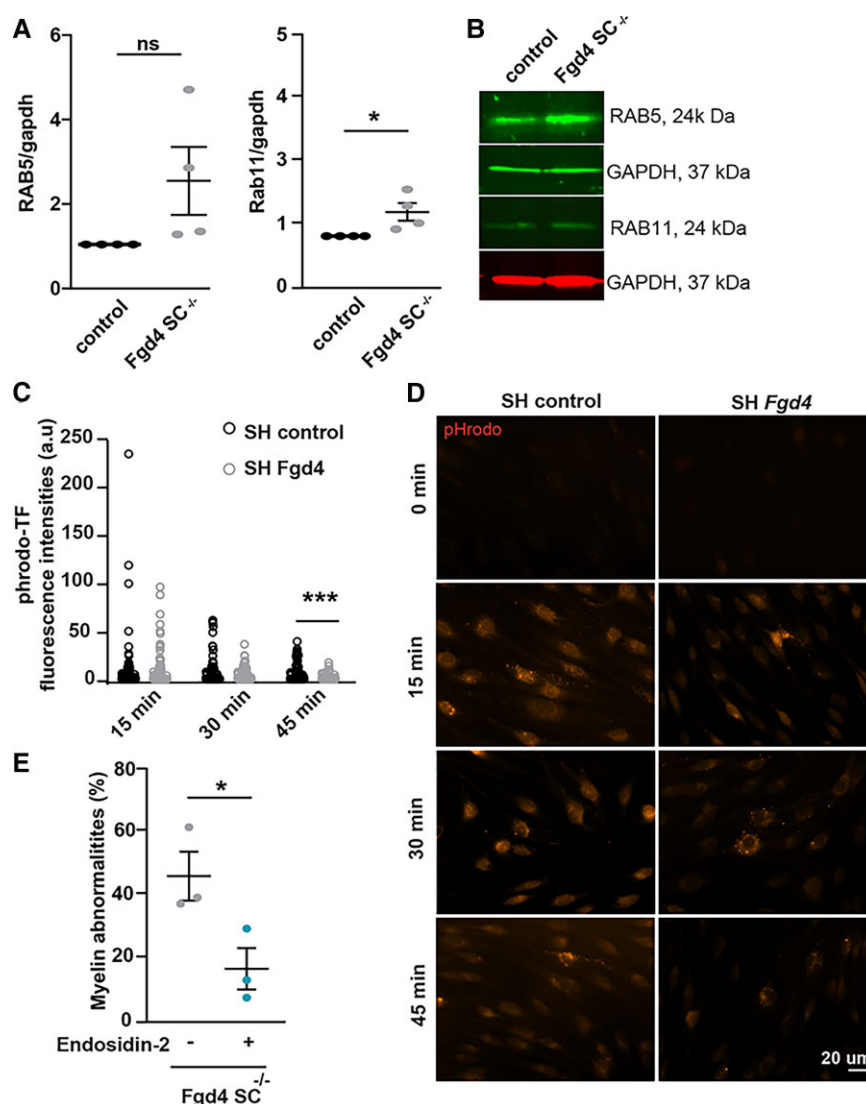 A
RAB5/gapdh
6
4
2
0
ns
control
Fgd4 SC-/-
Rab11/gapdh
5
3
1
0
*
control
Fgd4 SC-/-
B
control
Fgd4 SC-/-
RAB5, 24k Da
GAPDH, 37 kDa
RAB11, 24 kDa
GAPDH, 37 kDa
C
phrodo-TF
fluorescence intensities (a.u)
250
200
150
100
50
0
SH control
SH Fgd4
***
15 min
30 min
45 min
D
SH control
SH Fgd4
pHrodo
0 min
15 min
30 min
45 min
20 um
E
Myelin abnormalitites (%)
80
60
40
20
0
*
Endosidin-2 - +
Fgd4 SC-/-